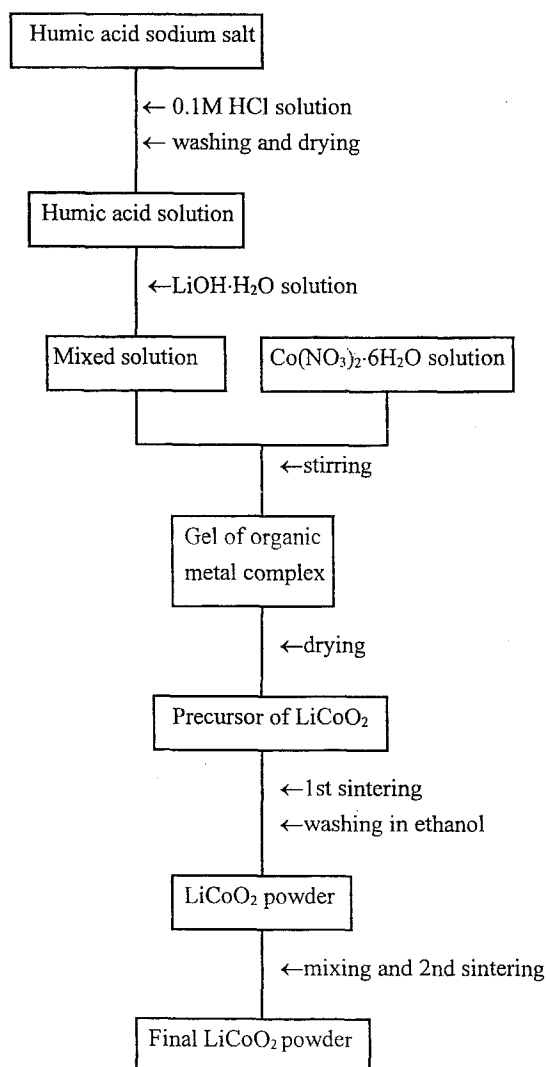 Humic acid sodium salt
← 0.1M HCl solution
← washing and drying
Humic acid solution
←LiOH·H₂O solution
Mixed solution
Co(NO₃)₂·6H₂O solution
←stirring
Gel of organic
metal complex
←drying
Precursor of LiCoO₂
←1st sintering
←washing in ethanol
LiCoO₂ powder
←mixing and 2nd sintering
Final LiCoO₂ powder